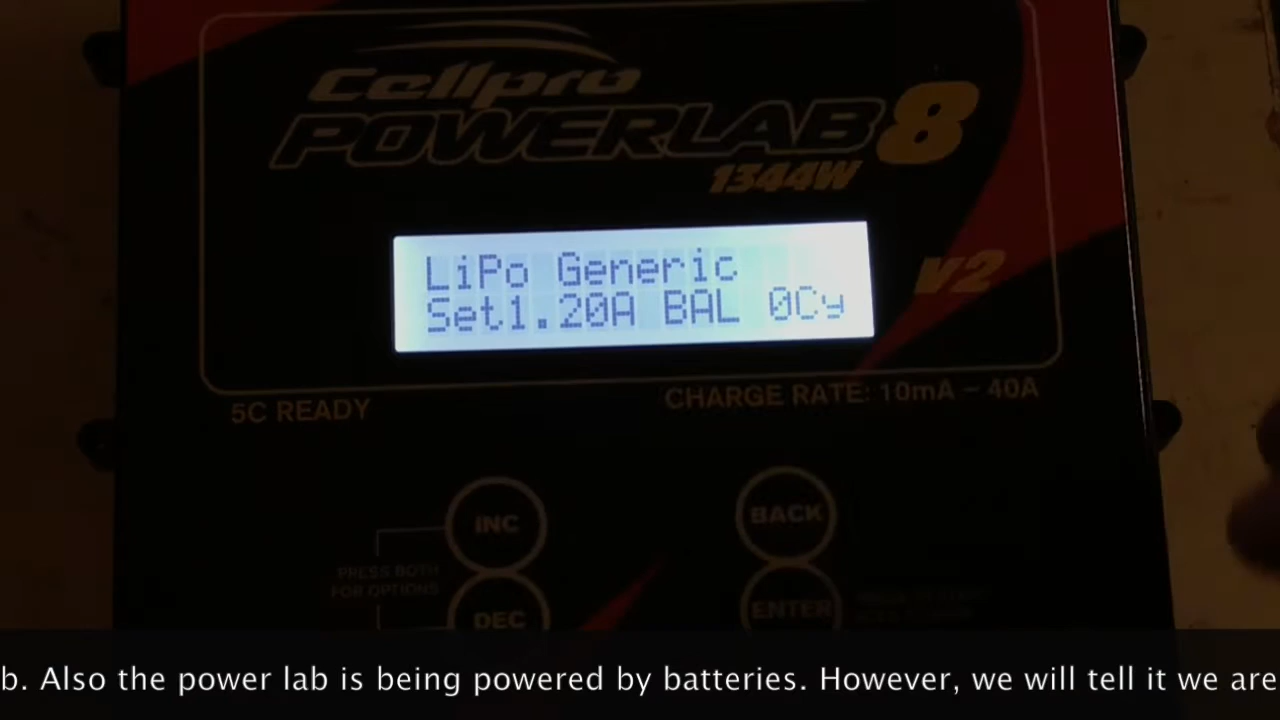 Cellpro
POWERLAB 8
1344W
LiPo Generic
Set1.20A BAL 0Cy
V2
5C READY
CHARGE RATE: 10mA - 40A
INC
BACK
PRESS BOTH
FOR OPTIONS
DEC
ENTER
b. Also the power lab is being powered by batteries. However, we will tell it we are